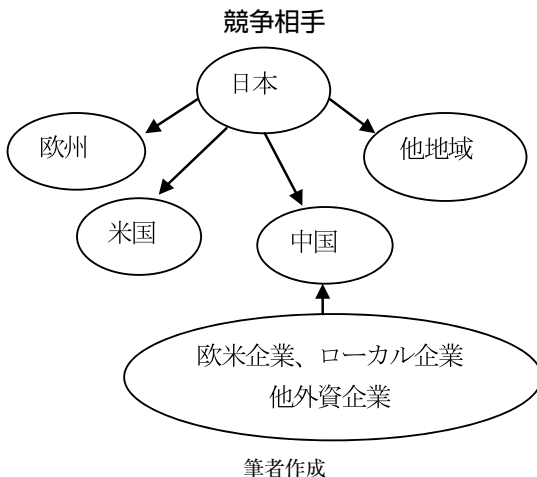 競争相手
日本
欧州
他地域
米国
中国
欧米企業、ローカル企業
他外資企業
筆者作成